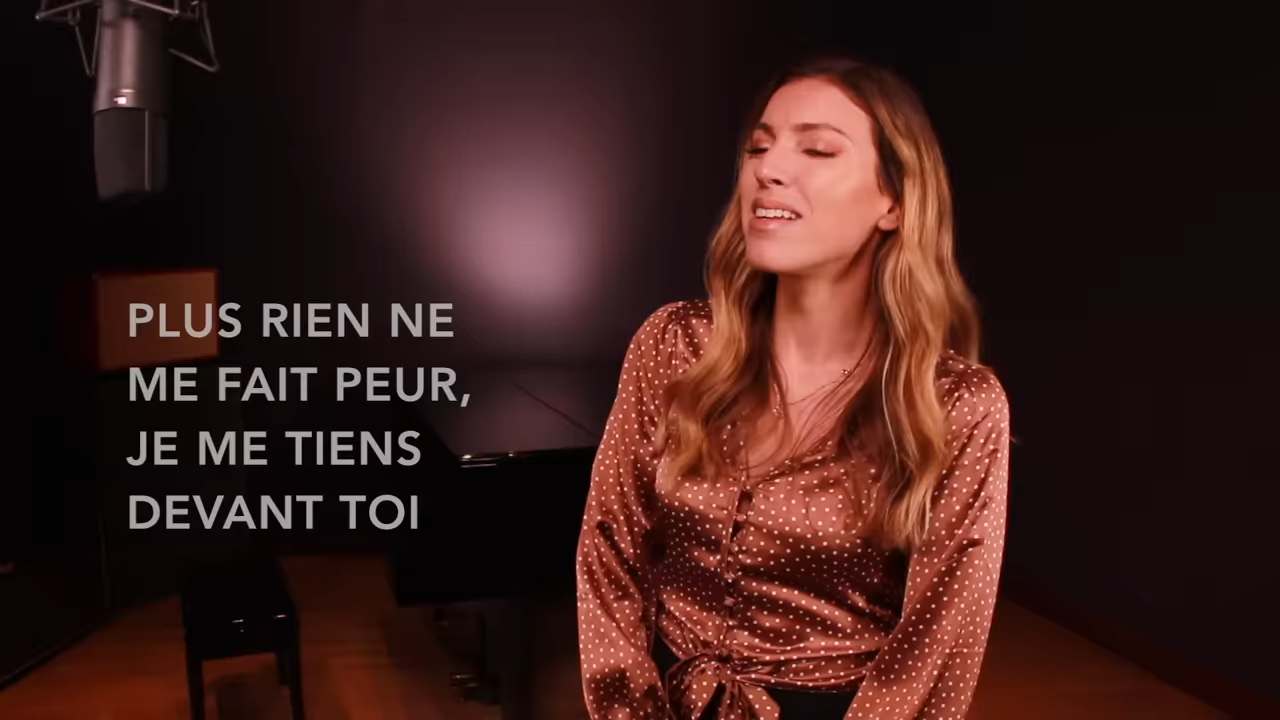 PLUS RIEN NE
ME FAIT PEUR,
JE ME TIENS
DEVANT TOI